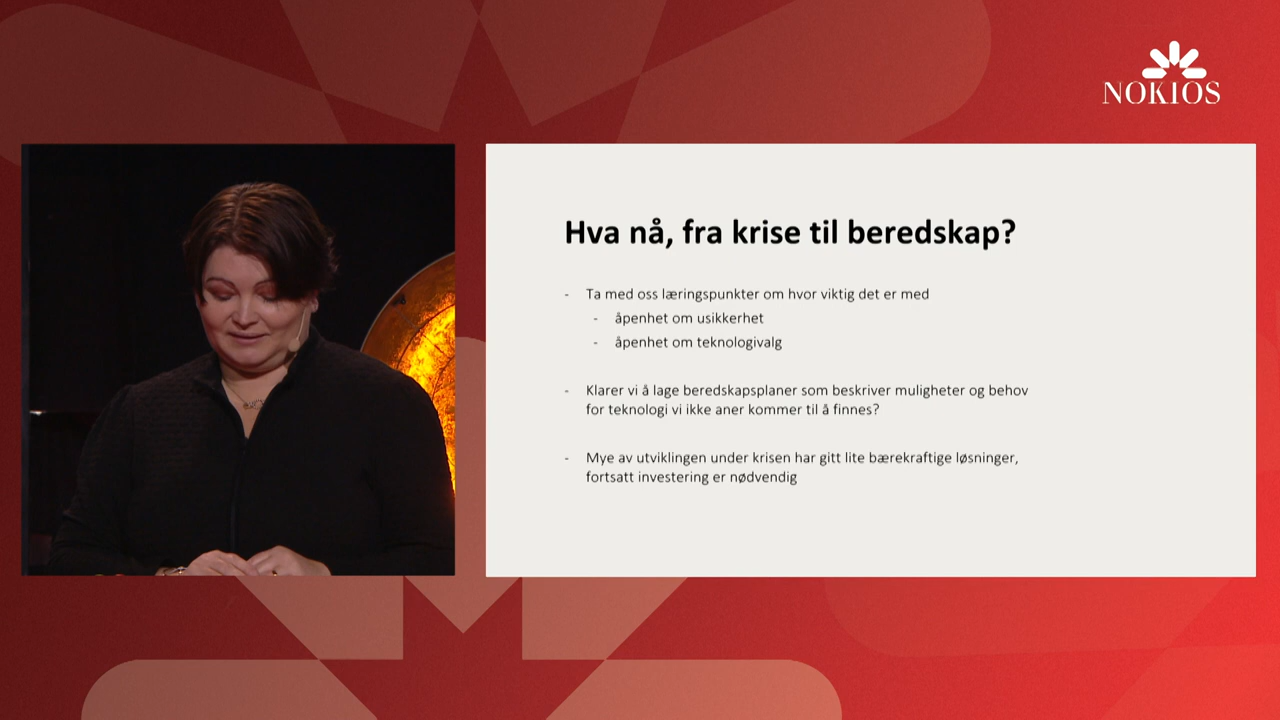 NOKIOS
Hva nå, fra krise til beredskap?
- Ta med oss læringspunkter om hvor viktig det er med
- åpenhet om usikkerhet
- åpenhet om teknologivalg
- Klarer vi å lage beredskapsplaner som beskriver muligheter og behov
for teknologi vi ikke aner kommer til å finnes?
- Mye av utviklingen under krisen har gitt lite bærekraftige løsninger,
fortsatt investering er nødvendig